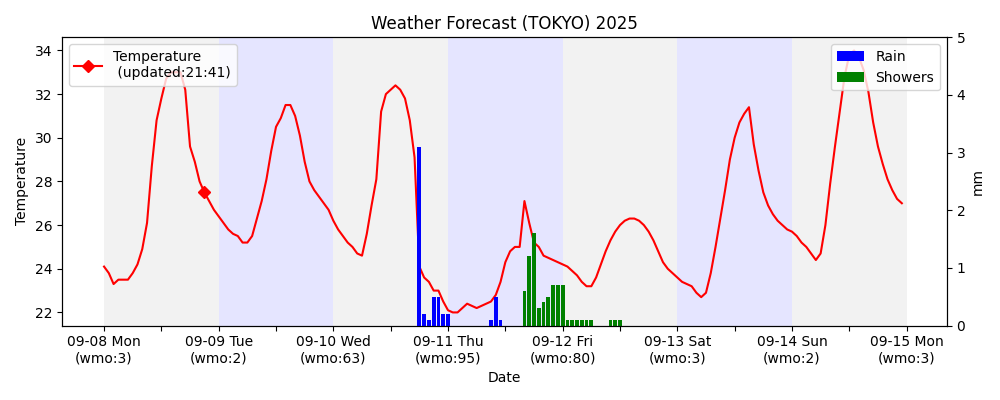 Weather Forecast (TOKYO) 2025
Temperature
(updated:21:41)
Rain
Showers
34
32
30
28
26
24
22
Temperature
5
4
3
2
1
0
mm
09-08 Mon
(wmo:3)
09-09 Tue
(wmo:2)
09-10 Wed
(wmo:63)
09-11 Thu
(wmo:95)
09-12 Fri
(wmo:80)
09-13 Sat
(wmo:3)
09-14 Sun
(wmo:2)
09-15 Mon
(wmo:3)
Date